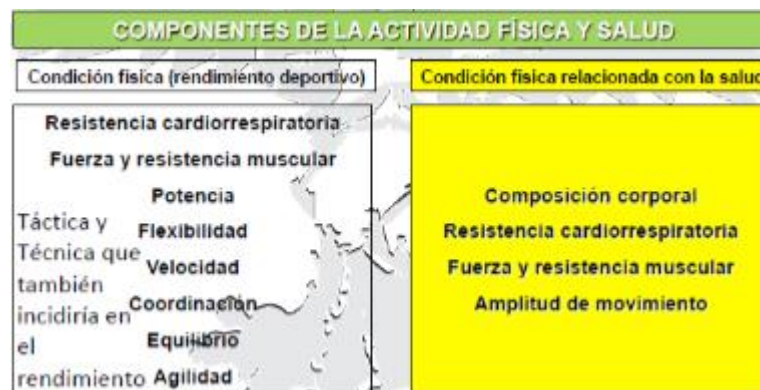 COMPONENTES DE LA ACTIVIDAD FÍSICA Y SALUD
Condición física (rendimiento deportivo)
Resistencia cardiorrespiratoria
Fuerza y resistencia muscular
Potencia
Flexibilidad
Velocidad
Coordinación
Equilibrio
Agilidad
Táctica y
Técnica que
también
incidiría en
el
rendimiento
Condición física relacionada con la salud
Composición corporal
Resistencia cardiorrespiratoria
Fuerza y resistencia muscular
Amplitud de movimiento